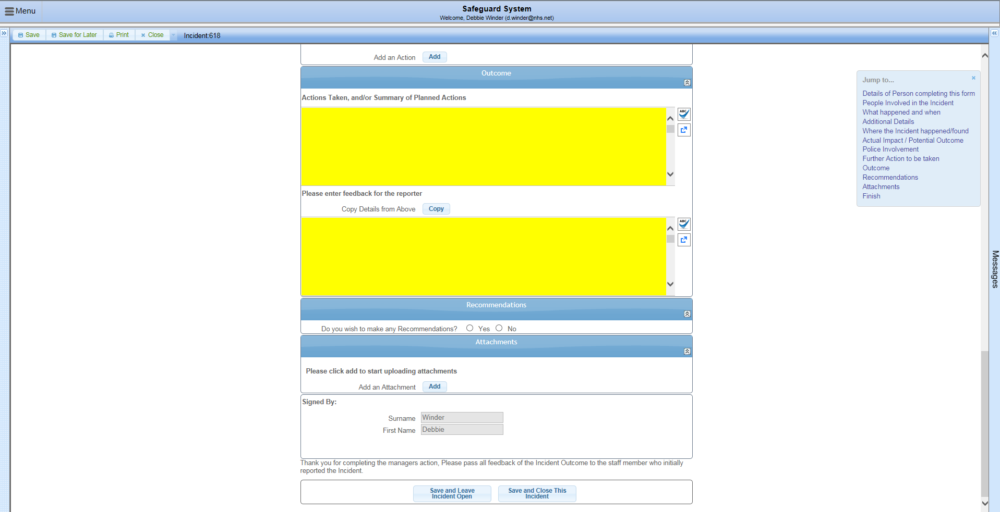 Menu
Safeguard System
Welcome, Debbie Winder (d.winder@nhs.net)
Save
Save for Later
Print
Close
Incident:618
Add an Action
Add
Outcome
Actions Taken, and/or Summary of Planned Actions
ABC
Please enter feedback for the reporter
Copy Details from Above
Copy
ABC
Recommendations
Do you wish to make any Recommendations?
Yes
No
Attachments
Please click add to start uploading attachments
Add an Attachment
Add
Signed By:
Surname
Winder
First Name
Debbie
Thank you for completing the managers action, Please pass all feedback of the Incident Outcome to the staff member who initially
reported the Incident.
Save and Leave
Incident Open
Save and Close This
Incident
Jump to...
Details of Person completing this form
People Involved in the Incident
What happened and when
Additional Details
Where the Incident happened/found
Actual Impact / Potential Outcome
Police Involvement
Further Action to be taken
Outcome
Recommendations
Attachments
Finish
Messages